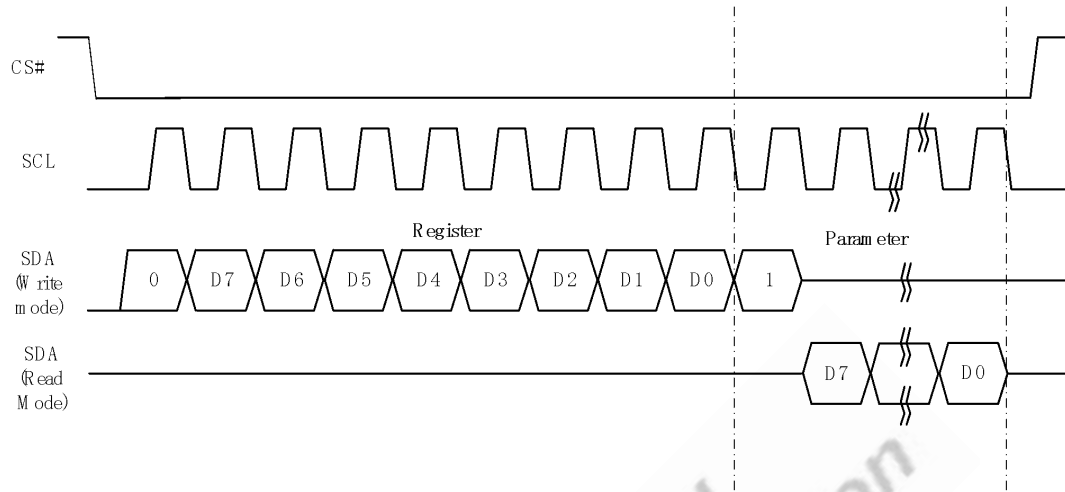 CS#
SCL
Register
Parameter
SDA
(Write
mode)
0 D7 D6 D5 D4 D3 D2 D1 D0 1
SDA
(Read
Mode)
D7 D0